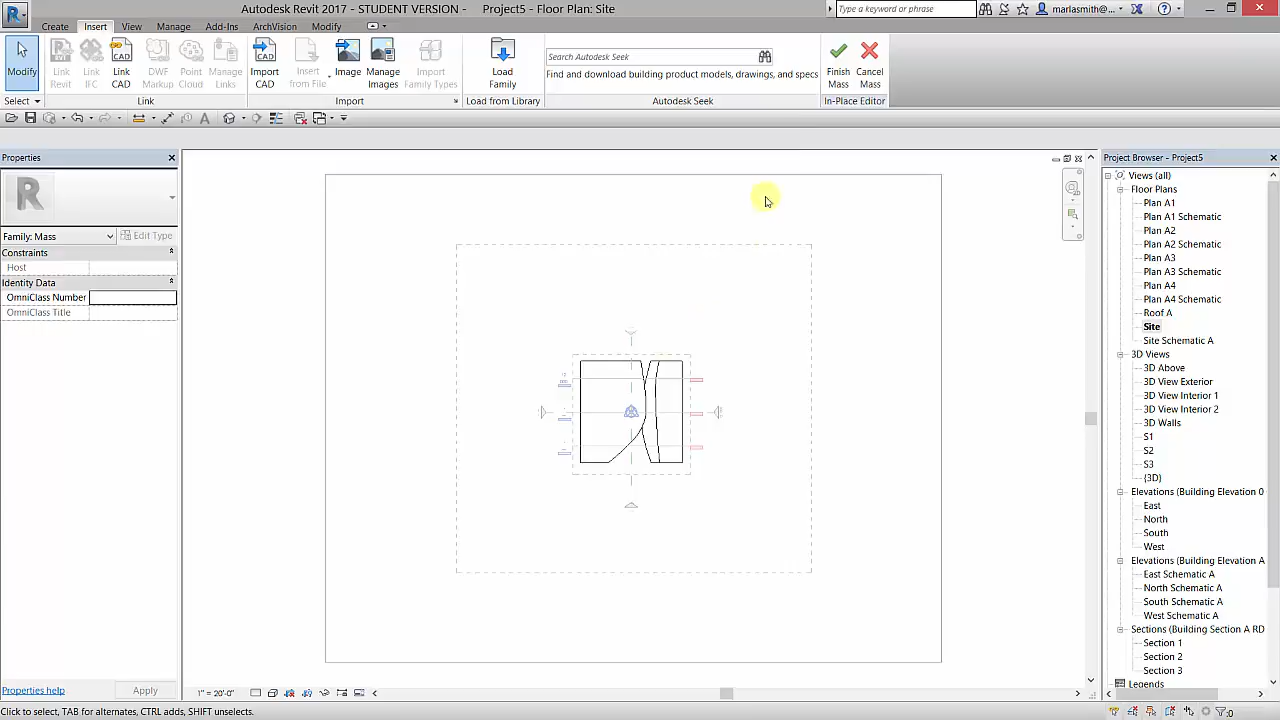 Autodesk Revit 2017 - STUDENT VERSION - Project5 - Floor Plan: Site
Type a keyword or phrase
marlasmith@...
Create Insert View Manage Add-Ins ArchVision Modify
Modify
Link Revit
Link IFC
Link CAD
DWF Markup
Point Cloud
Manage Links
Import CAD
Insert from File
Image
Manage Images
Import Family Types
Load Family
Search Autodesk Seek
Find and download building product models, drawings, and specs
Finish Mass
Cancel Mass
Select
Link
Import
Load from Library
Autodesk Seek
In-Place Editor
Properties
Family: Mass
Edit Type
Constraints
Host
Identity Data
OmniClass Number
OmniClass Title
Properties help
Apply
1" = 20'-0"
Project Browser - Project5
Views (all)
Floor Plans
Plan A1
Plan A1 Schematic
Plan A2
Plan A2 Schematic
Plan A3
Plan A3 Schematic
Plan A4
Plan A4 Schematic
Roof A
Site
Site Schematic A
3D Views
3D Above
3D View Exterior
3D View Interior 1
3D View Interior 2
3D Walls
S1
S2
S3
{3D}
Elevations (Building Elevation 0
East
North
South
West
Elevations (Building Elevation A
East Schematic A
North Schematic A
South Schematic A
West Schematic A
Sections (Building Section A RD
Section 1
Section 2
Section 3
Legends
Click to select, TAB for alternates, CTRL adds, SHIFT unselects.
:0